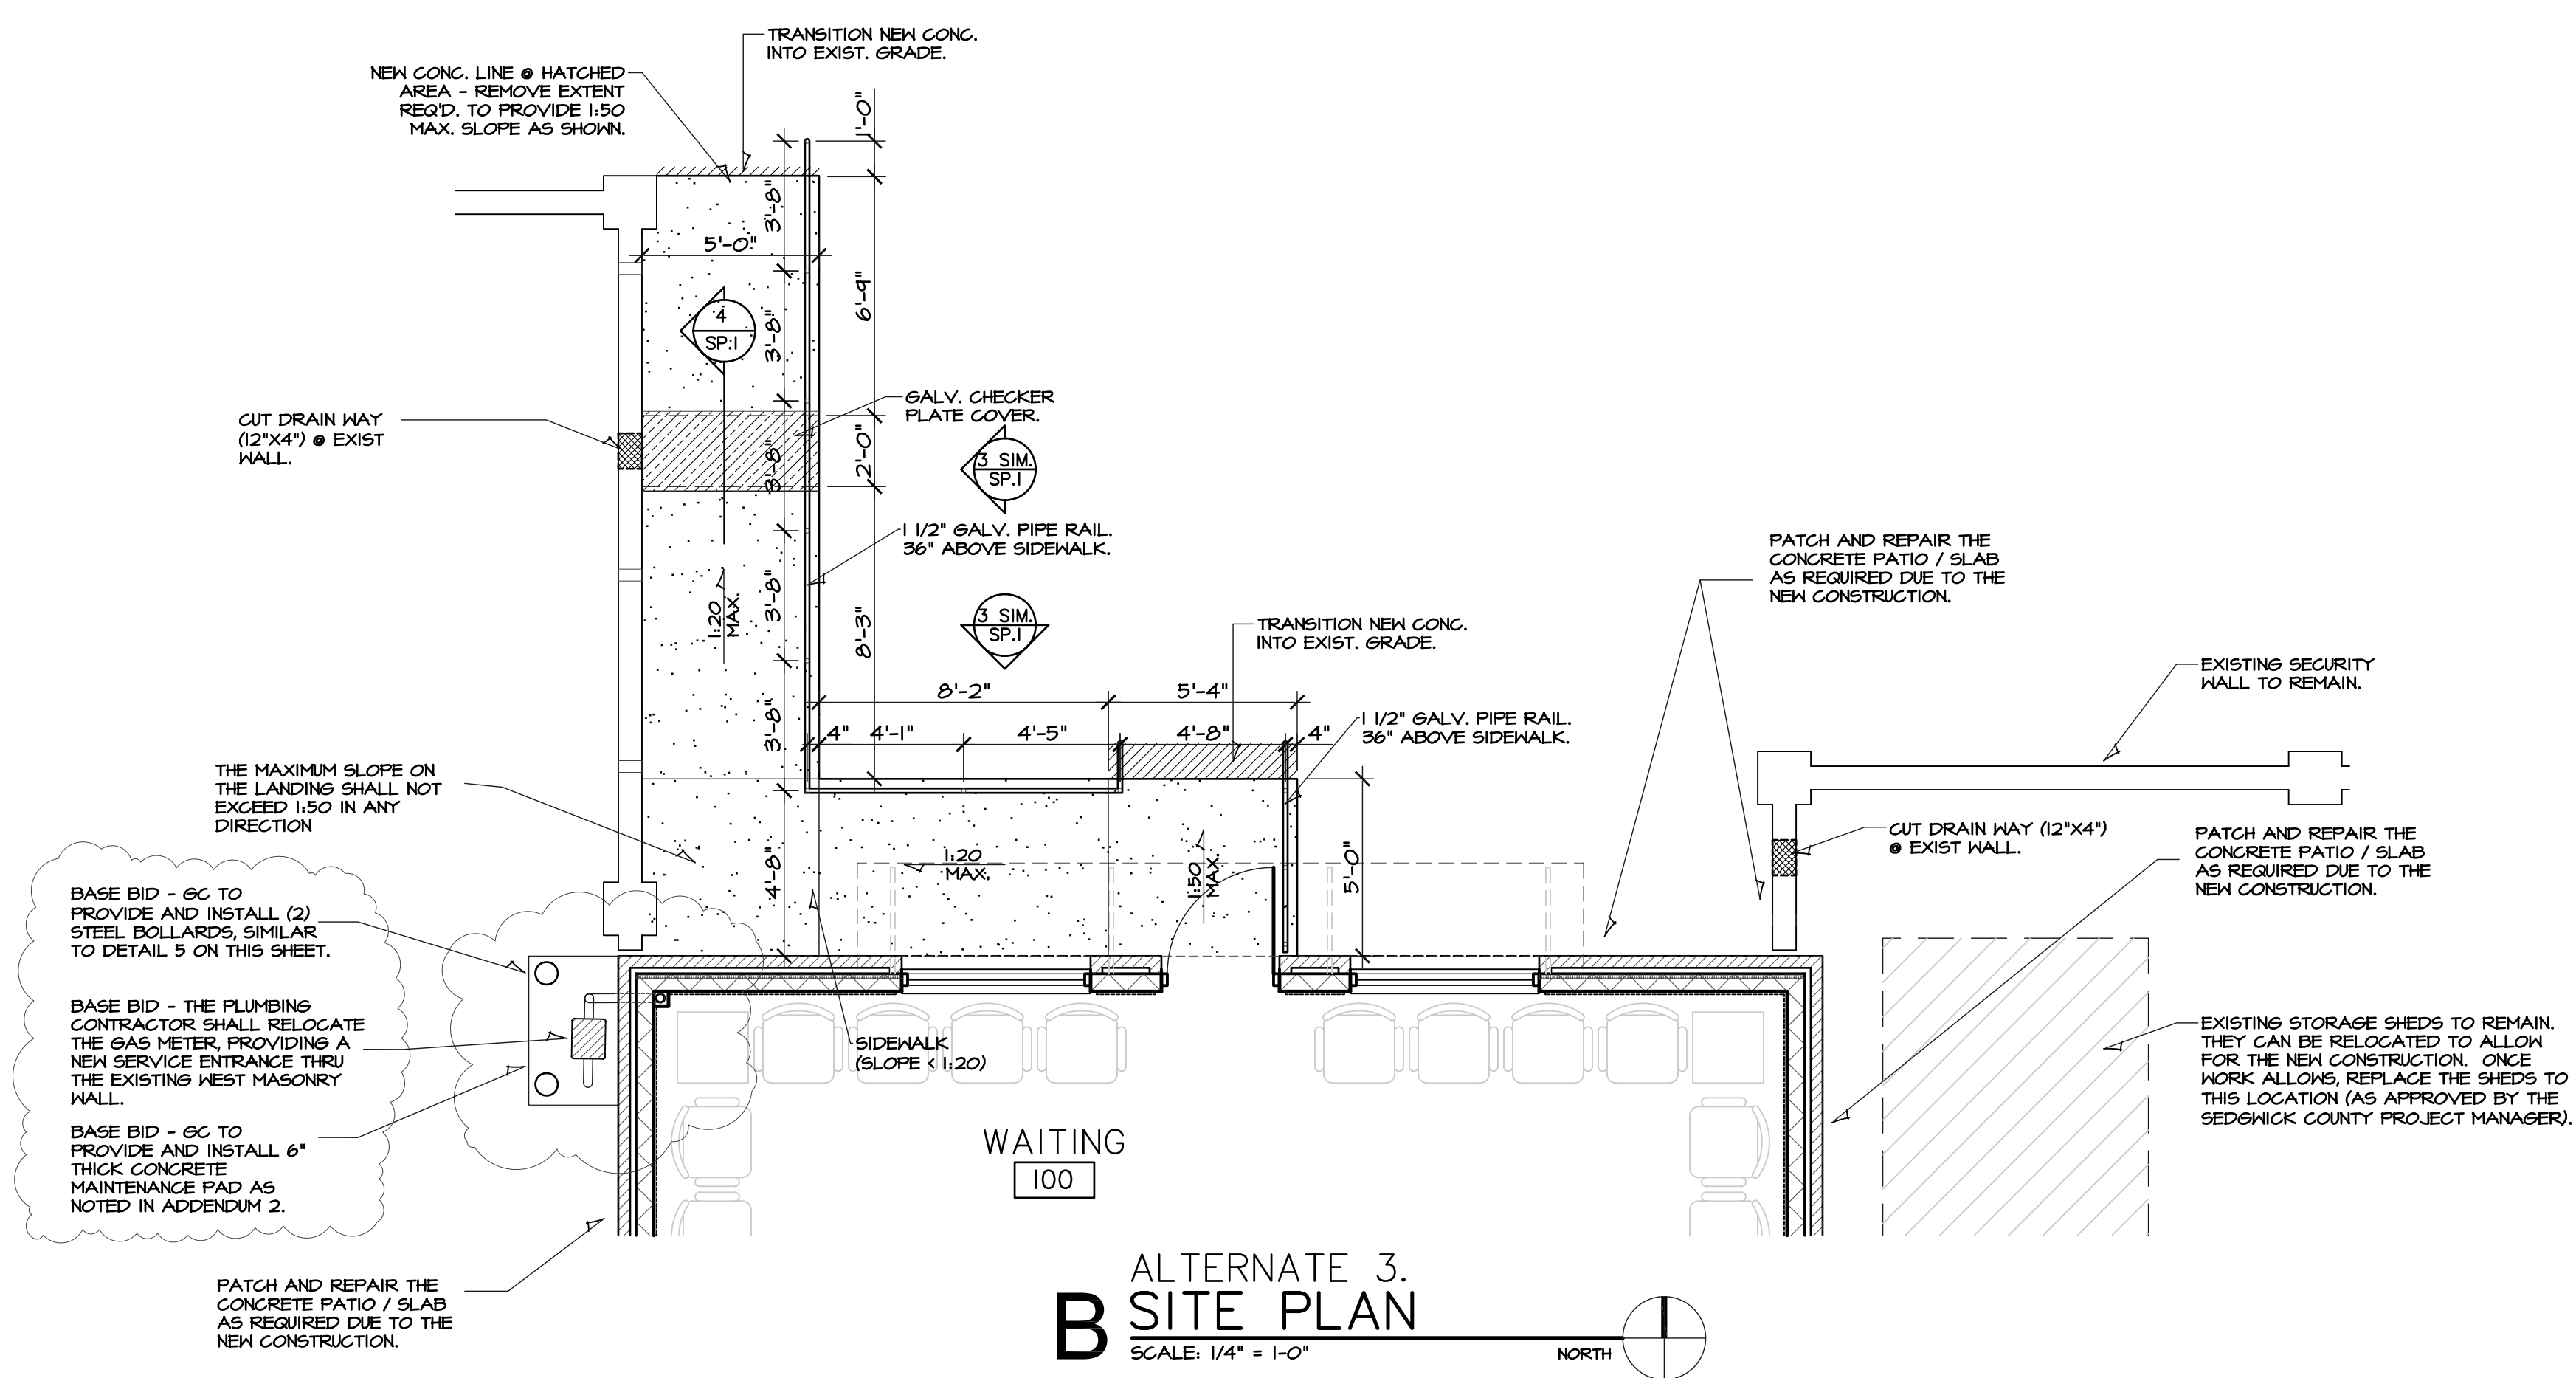 TRANSITION NEW CONC.
INTO EXIST. GRADE.
NEW CONC. LINE @ HATCHED
AREA - REMOVE EXTENT
REQ'D. TO PROVIDE 1:50
MAX. SLOPE AS SHOWN.
1'-0"
3'-8"
5'-0"
6'-9"
4
SP:1
3'-8"
GALV. CHECKER
PLATE COVER.
CUT DRAIN WAY
(12"X4") @ EXIST
WALL.
3'-8"
2'-0"
3 SIM.
SP.1
1 1/2" GALV. PIPE RAIL.
36" ABOVE SIDEWALK.
PATCH AND REPAIR THE
CONCRETE PATIO / SLAB
AS REQUIRED DUE TO THE
NEW CONSTRUCTION.
1:20
MAX.
3'-8"
8'-3"
3 SIM.
SP.1
TRANSITION NEW CONC.
INTO EXIST. GRADE.
EXISTING SECURITY
WALL TO REMAIN.
8'-2"
5'-4"
3'-8"
4"
4'-1"
4'-5"
4'-8"
4"
1 1/2" GALV. PIPE RAIL.
36" ABOVE SIDEWALK.
THE MAXIMUM SLOPE ON
THE LANDING SHALL NOT
EXCEED 1:50 IN ANY
DIRECTION
CUT DRAIN WAY (12"X4")
@ EXIST WALL.
PATCH AND REPAIR THE
CONCRETE PATIO / SLAB
AS REQUIRED DUE TO THE
NEW CONSTRUCTION.
4'-8"
1:20
MAX.
1:50
MAX.
5'-0"
BASE BID - GC TO
PROVIDE AND INSTALL (2)
STEEL BOLLARDS, SIMILAR
TO DETAIL 5 ON THIS SHEET.
BASE BID - THE PLUMBING
CONTRACTOR SHALL RELOCATE
THE GAS METER, PROVIDING A
NEW SERVICE ENTRANCE THRU
THE EXISTING WEST MASONRY
WALL.
BASE BID - GC TO
PROVIDE AND INSTALL 6"
THICK CONCRETE
MAINTENANCE PAD AS
NOTED IN ADDENDUM 2.
SIDEWALK
(SLOPE < 1:20)
EXISTING STORAGE SHEDS TO REMAIN.
THEY CAN BE RELOCATED TO ALLOW
FOR THE NEW CONSTRUCTION. ONCE
WORK ALLOWS, REPLACE THE SHEDS TO
THIS LOCATION (AS APPROVED BY THE
SEDGWICK COUNTY PROJECT MANAGER).
WAITING
100
PATCH AND REPAIR THE
CONCRETE PATIO / SLAB
AS REQUIRED DUE TO THE
NEW CONSTRUCTION.
B
ALTERNATE 3.
SITE PLAN
SCALE: 1/4" = 1-0"
NORTH